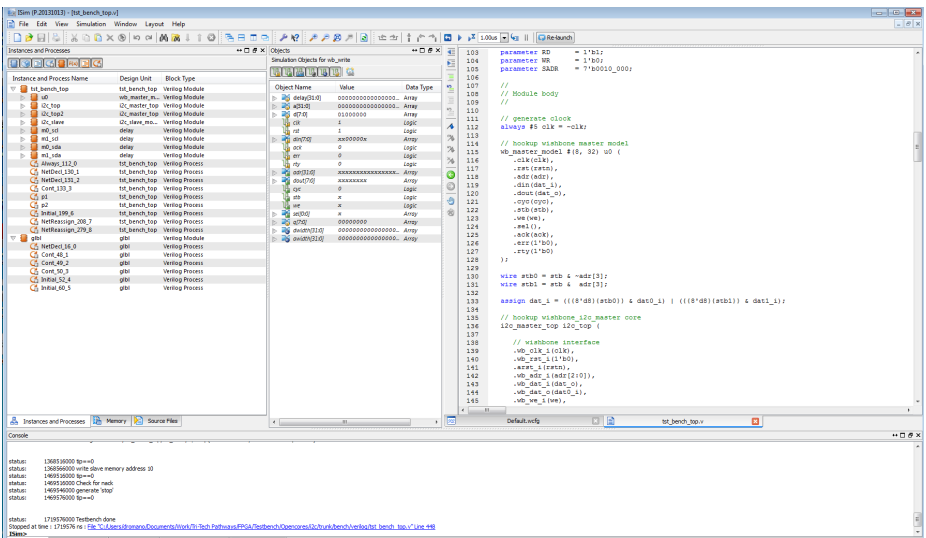 ISim (P.20131013) - [tst_bench_top.v]
File Edit View Simulation Window Layout Help
1.00us Re-launch
Instances and Processes
Instance and Process Name Design Unit Block Type
tst_bench_top tst_bench_top Verilog Module
u0 wb_master_m... Verilog Module
i2c_top i2c_master_top Verilog Module
i2c_top2 i2c_master_top Verilog Module
i2c_slave i2c_slave_mo... Verilog Module
m0_scl delay Verilog Module
m1_scl delay Verilog Module
m0_sda delay Verilog Module
m1_sda delay Verilog Module
Always_112_0 tst_bench_top Verilog Process
NetDecl_130_1 tst_bench_top Verilog Process
NetDecl_131_2 tst_bench_top Verilog Process
Cont_133_3 tst_bench_top Verilog Process
p1 tst_bench_top Verilog Process
p2 tst_bench_top Verilog Process
Initial_199_6 tst_bench_top Verilog Process
NetReassign_208_7 tst_bench_top Verilog Process
NetReassign_279_8 tst_bench_top Verilog Process
glbl glbl Verilog Module
NetDecl_16_0 glbl Verilog Process
Cont_48_1 glbl Verilog Process
Cont_49_2 glbl Verilog Process
Cont_50_3 glbl Verilog Process
Initial_52_4 glbl Verilog Process
Initial_60_5 glbl Verilog Process
Instances and Processes Memory Source Files
Objects
Simulation Objects for wb_write
Object Name Value Data Type
delay[31:0] 000000000000000... Array
a[31:0] 000000000000000... Array
d[7:0] 01000000 Array
clk 1 Logic
rst 1 Logic
din[7:0] xx00000x Array
ack 0 Logic
err 0 Logic
rty 0 Logic
adr[31:0] xxxxxxxxxxxxxxx... Array
dout[7:0] xxxxxxxx Array
cyc 0 Logic
stb x Logic
we x Logic
sel[0:0] x Array
q[7:0] 00000000 Array
dwidth[31:0] 000000000000000... Array
awidth[31:0] 000000000000000... Array
103 parameter RD = 1'b1;
104 parameter WR = 1'b0;
105 parameter SADR = 7'b0010_000;
106
107 //
108 // Module body
109 //
110
111 // generate clock
112 always #5 clk = ~clk;
113
114 // hookup wishbone master model
115 wb_master_model #(8, 32) u0 (
116 .clk(clk),
117 .rst(rstn),
118 .adr(adr),
119 .din(dat_i),
120 .dout(dat_o),
121 .cyc(cyc),
122 .stb(stb),
123 .we(we),
124 .sel(),
125 .ack(ack),
126 .err(1'b0),
127 .rty(1'b0)
128 );
129
130 wire stb0 = stb & ~adr[3];
131 wire stb1 = stb & adr[3];
132
133 assign dat_i = (({8'd8}(stb0)) & dat0_i) | (({8'd8}(stb1)) & dat1_i);
134
135 // hookup wishbone_i2c_master core
136 i2c_master_top i2c_top (
137
138 // wishbone interface
139 .wb_clk_i(clk),
140 .wb_rst_i(1'b0),
141 .arst_i(rstn),
142 .wb_adr_i(adr[2:0]),
143 .wb_dat_i(dat_o),
144 .wb_dat_o(dat0_i),
145 .wb_we_i(we),
Default.wcfg tst_bench_top.v
Console
status: 1368516000 tip==0
status: 1368566000 write slave memory address 10
status: 1469516000 tip==0
status: 1469516000 Check for nack
status: 1469546000 generate 'stop'
status: 1469576000 tip==0
status: 1719576000 Testbench done
Stopped at time : 1719576 ns : File "C:/Users/dromano/Documents/Work/Tri-Tech Pathways/FPGA/Testbench/Opencores/i2c/trunk/bench/verilog/tst_bench_top.v" Line 448
ISim>